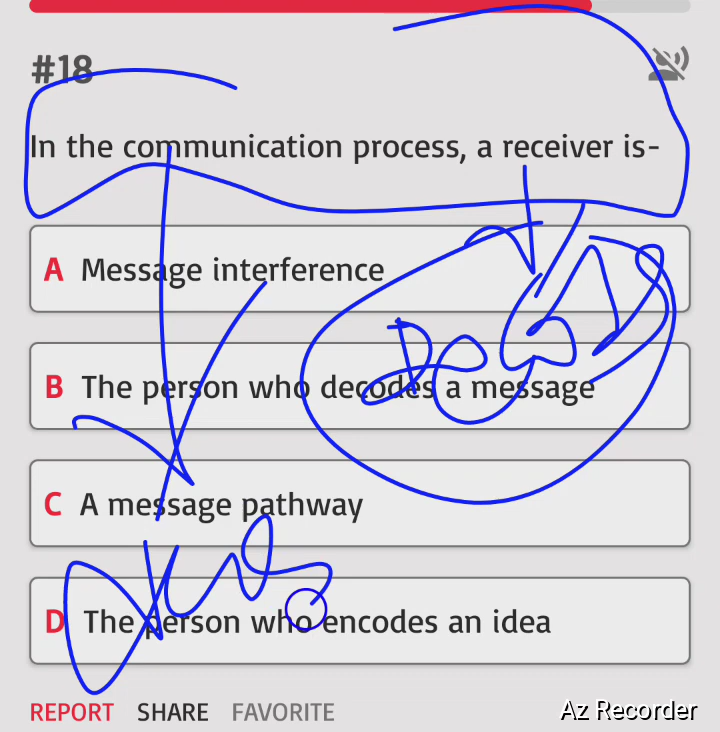 #18
In the communication process, a receiver is-
A Message interference
B The person who decodes a message
C A message pathway
D The person who encodes an idea
REPORT SHARE FAVORITE
Az Recorder